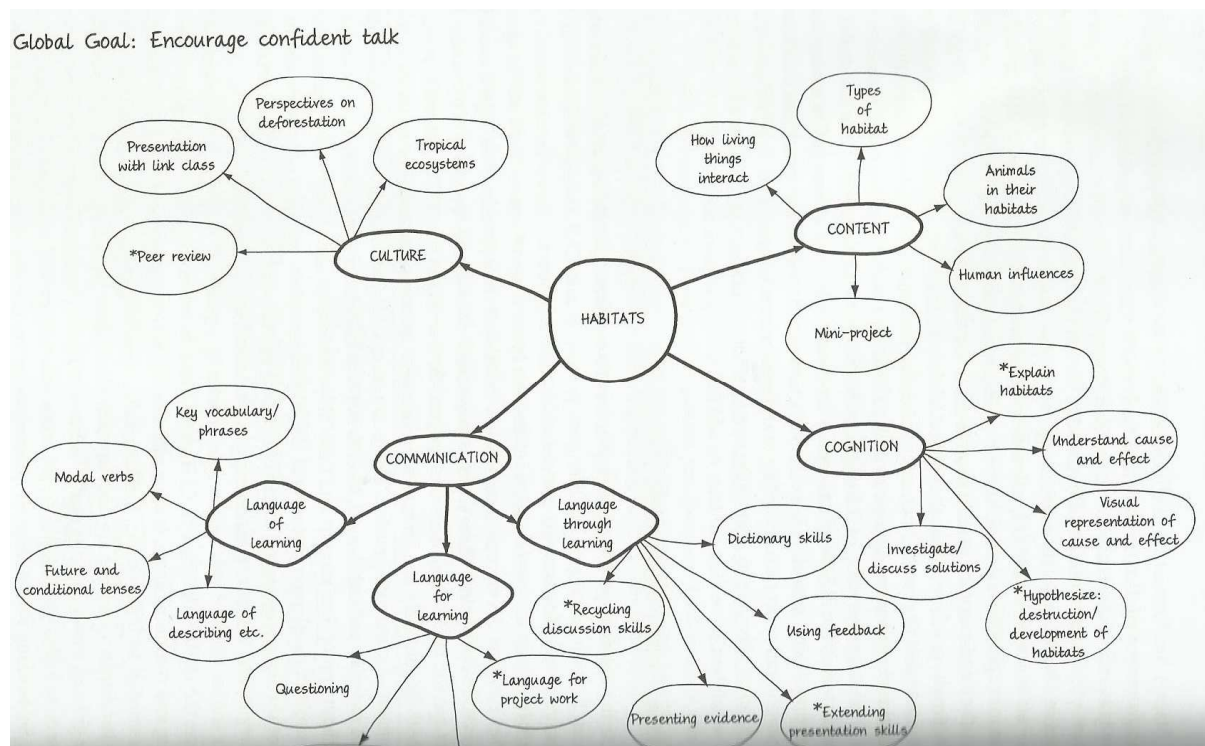 Global Goal: Encourage confident talk
Perspectives on
deforestation
Presentation
with link class
Tropical
ecosystems
*Peer review
CULTURE
Types
of
habitat
How living
things
interact
Animals
in their
habitats
CONTENT
Human influences
Mini-project
HABITATS
*Explain
habitats
COGNITION
Understand cause
and effect
Visual
representation of
cause and effect
Investigate/
discuss solutions
*Hypothesize:
destruction/
development of
habitats
COMMUNICATION
Key vocabulary/
phrases
Modal verbs
Language
of
learning
Future and
conditional tenses
Language of
describing etc.
Language
for
learning
Questioning
*Language for
project work
Language
through
learning
Dictionary skills
*Recycling
discussion skills
Using feedback
Presenting evidence
*Extending
presentation skills